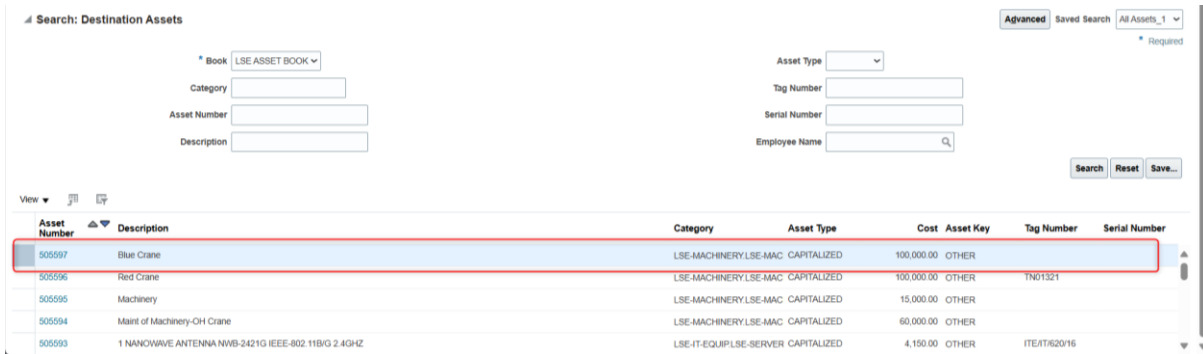 Search: Destination Assets
Advanced Saved Search All Assets_1
* Required
* Book LSE ASSET BOOK Asset Type
Category Tag Number
Asset Number Serial Number
Description Employee Name
Search Reset Save...
View
Asset Number Description Category Asset Type Cost Asset Key Tag Number Serial Number
505597 Blue Crane LSE-MACHINERY.LSE-MAC CAPITALIZED 100,000.00 OTHER
505596 Red Crane LSE-MACHINERY.LSE-MAC CAPITALIZED 100,000.00 OTHER TN01321
505595 Machinery LSE-MACHINERY.LSE-MAC CAPITALIZED 15,000.00 OTHER
505594 Maint of Machinery-OH Crane LSE-MACHINERY.LSE-MAC CAPITALIZED 60,000.00 OTHER
505593 1 NANOWAVE ANTENNA NWB-2421G IEEE-802.11B/G 2.4GHZ LSE-IT-EQUIP.LSE-SERVER CAPITALIZED 4,150.00 OTHER ITE/IT/620/16